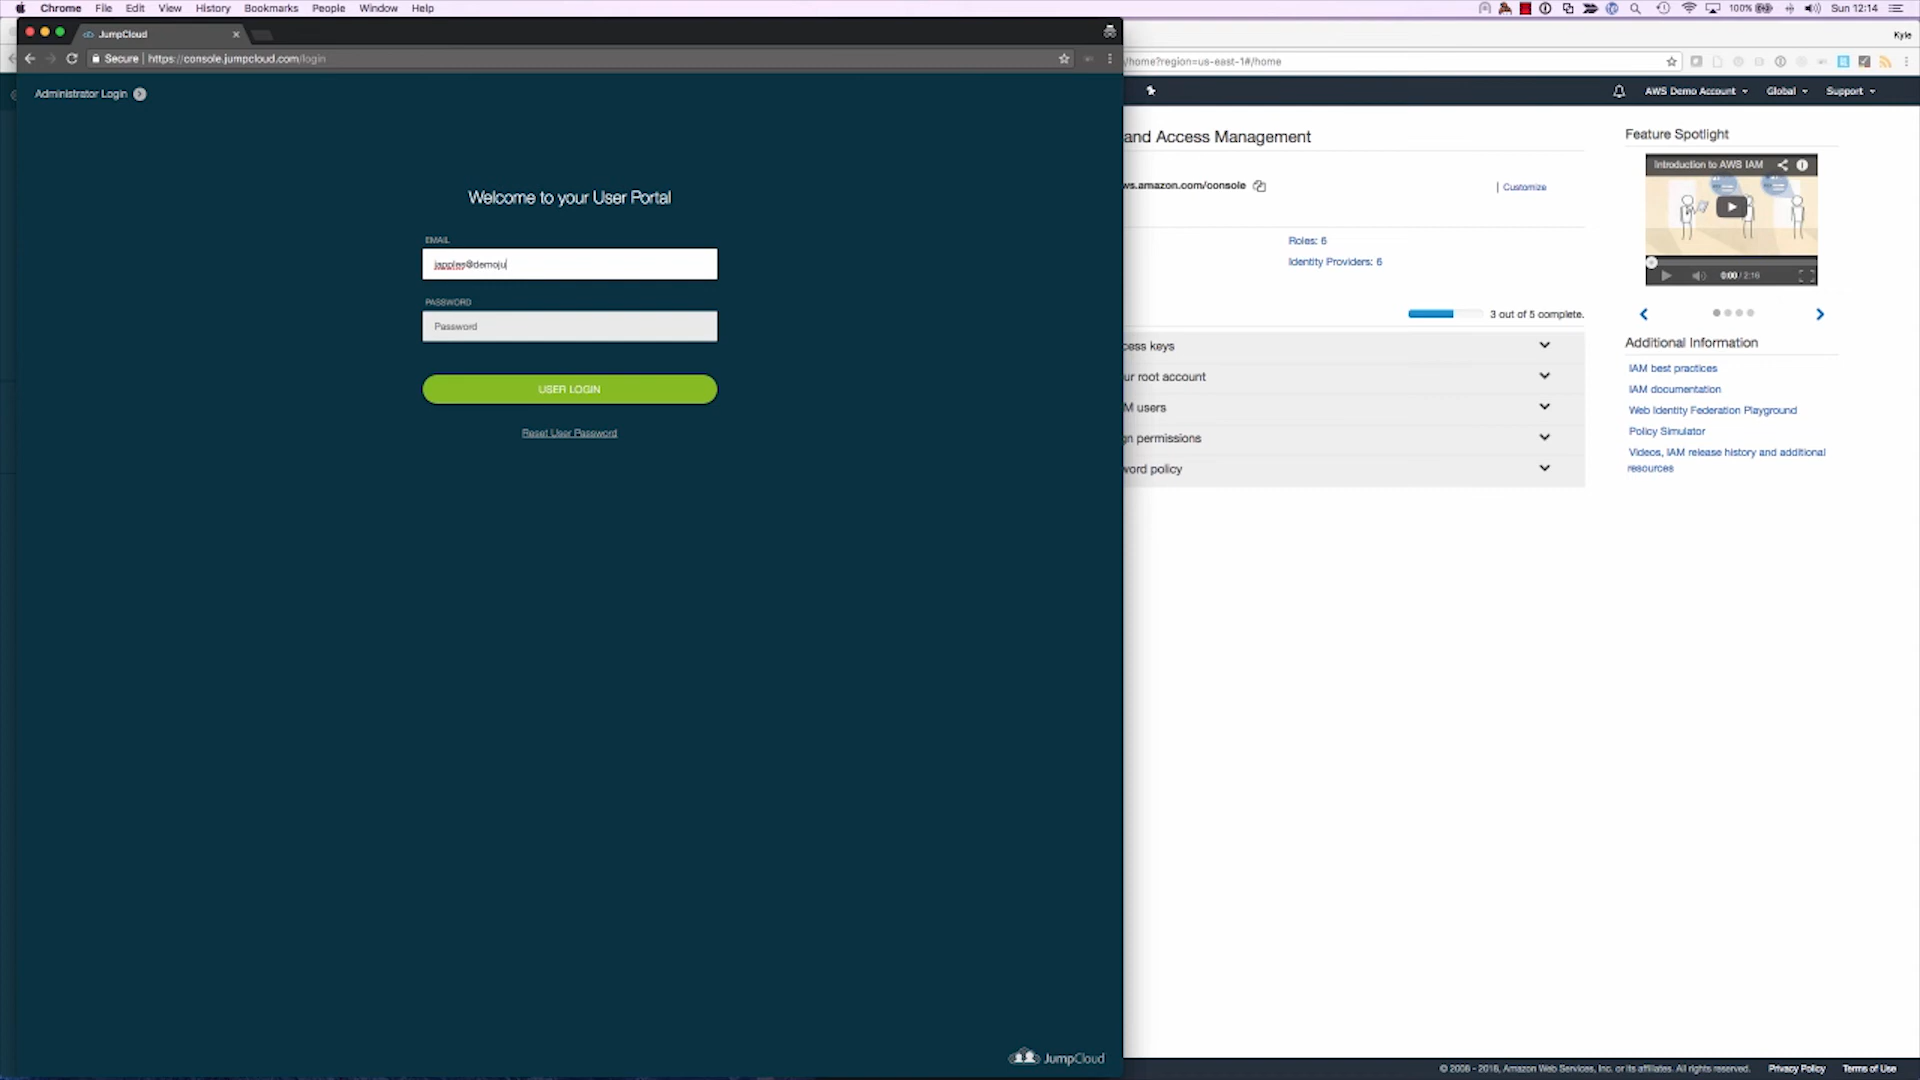 Chrome File Edit View History Bookmarks People Window Help 100% Sun 12:14
JumpCloud
Kyle
Secure | https://console.jumpcloud.com/login
/home?region=us-east-1#/home
Administrator Login
AWS Demo Account Global Support
Welcome to your User Portal
EMAIL
japples@demoju
PASSWORD
Password
USER LOGIN
Reset User Password
JumpCloud
and Access Management
ws.amazon.com/console
Customize
Roles: 6
Identity Providers: 6
3 out of 5 complete.
cess keys
ur root account
M users
gn permissions
word policy
Feature Spotlight
Introduction to AWS IAM
0:00 / 2:16
Additional Information
IAM best practices
IAM documentation
Web Identity Federation Playground
Policy Simulator
Videos, IAM release history and additional
resources
© 2008 - 2018, Amazon Web Services, Inc. or its affiliates. All rights reserved. Privacy Policy Terms of Use